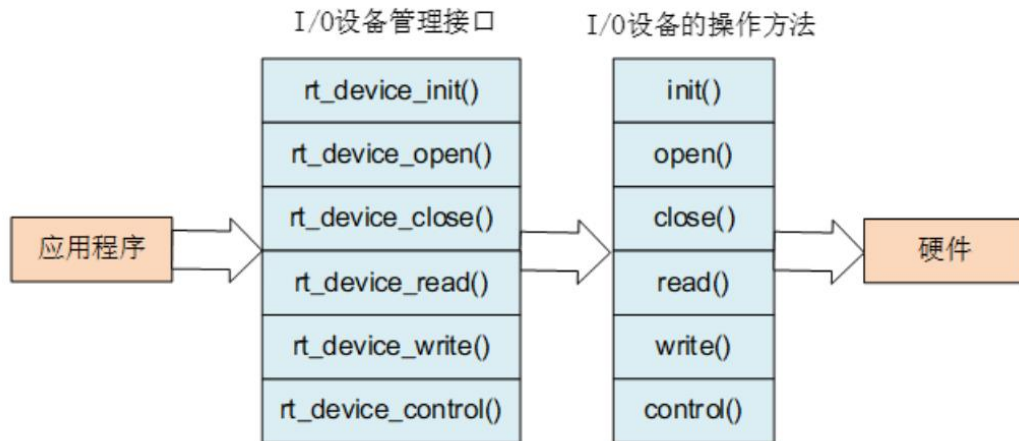 I/O设备管理接口
I/O设备的操作方法
应用程序
rt_device_init()
rt_device_open()
rt_device_close()
rt_device_read()
rt_device_write()
rt_device_control()
init()
open()
close()
read()
write()
control()
硬件